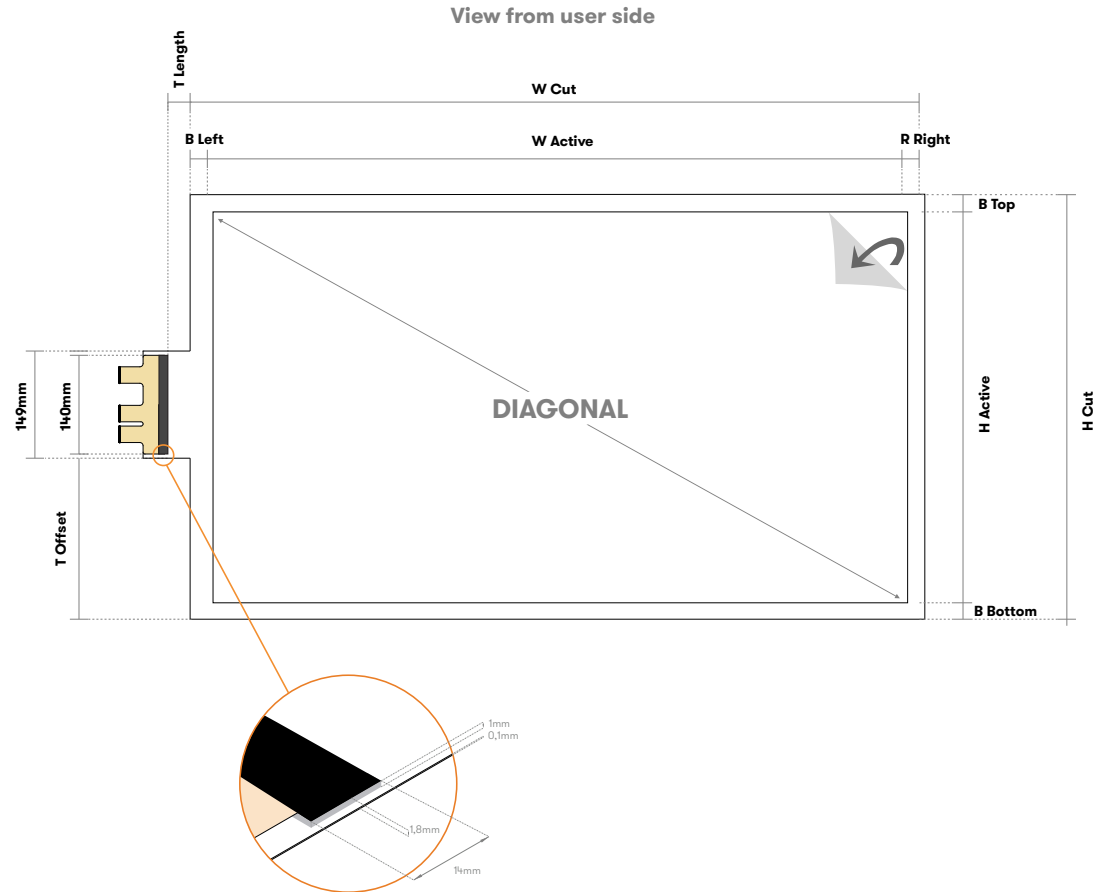 View from user side
T Length
W Cut
B Left
W Active
R Right
B Top
149mm
140mm
DIAGONAL
H Active
H Cut
T Offset
B Bottom
1mm
0,1mm
1,8mm
14mm